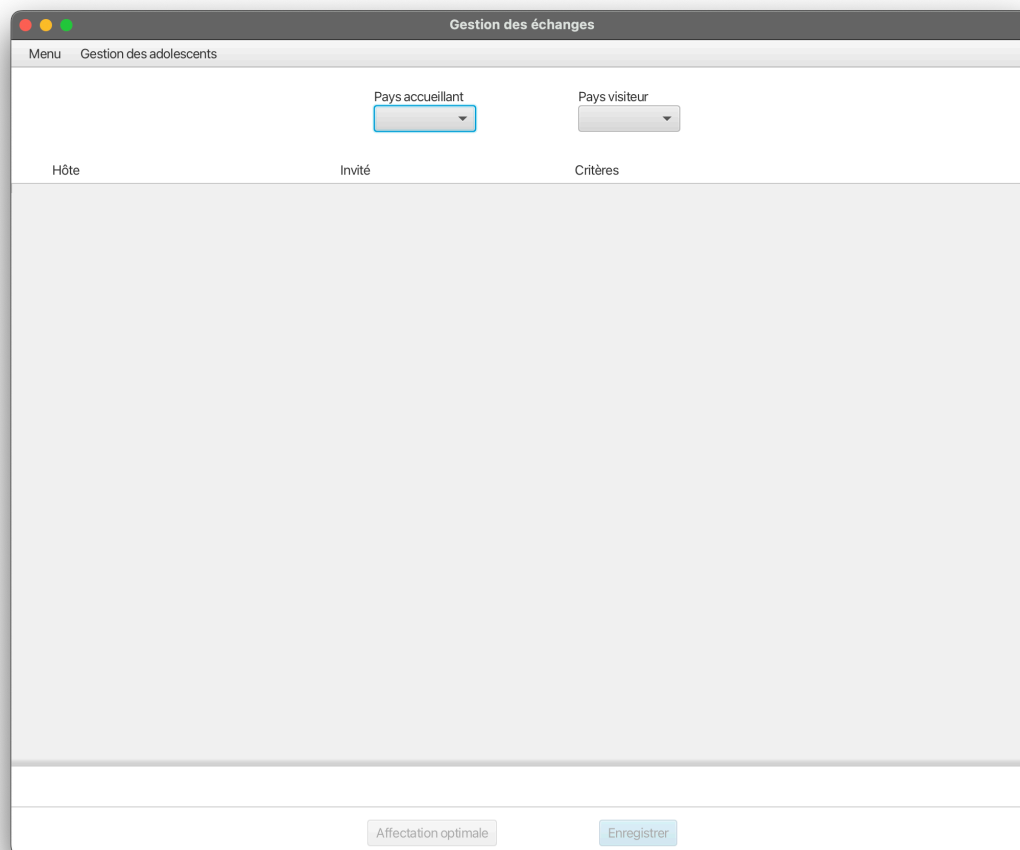 Gestion des échanges
Menu Gestion des adolescents
Pays accueillant Pays visiteur
Hôte Invité Critères
Affectation optimale Enregistrer